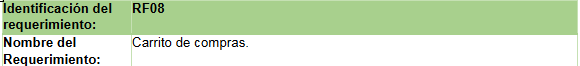 Identificación del RF08
requerimiento:
Nombre del Carrito de compras.
Requerimiento: